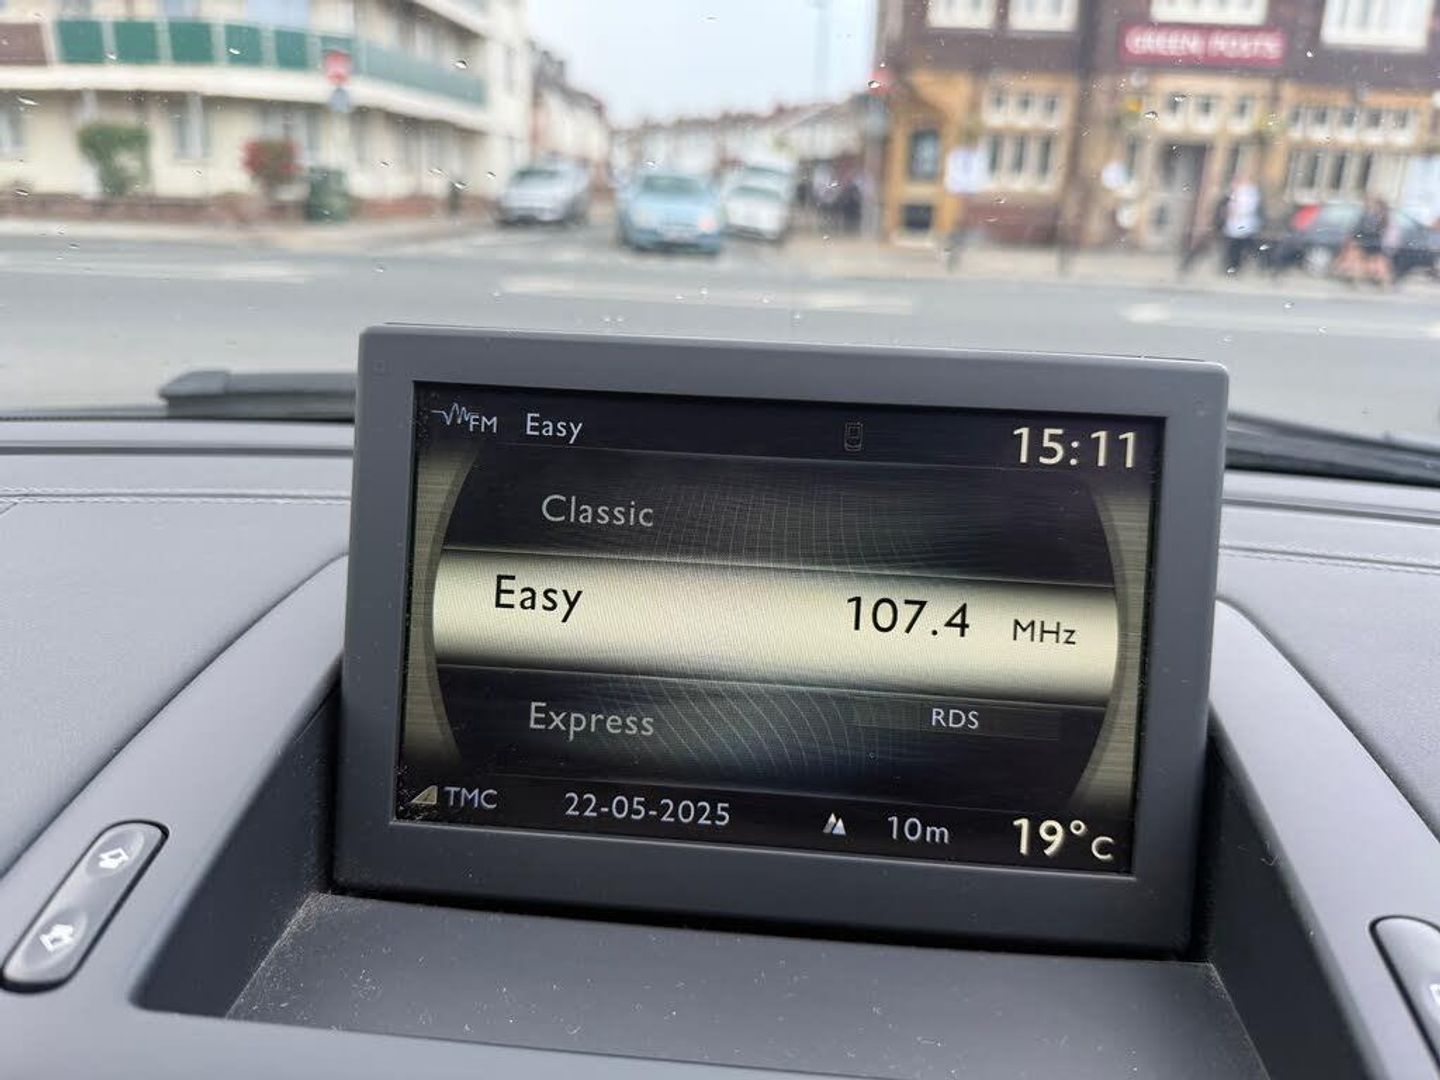 GREEN POSTS
FM Easy 15:11
Classic
Easy 107.4 MHz
Express RDS
TMC 22-05-2025 10m 19°C